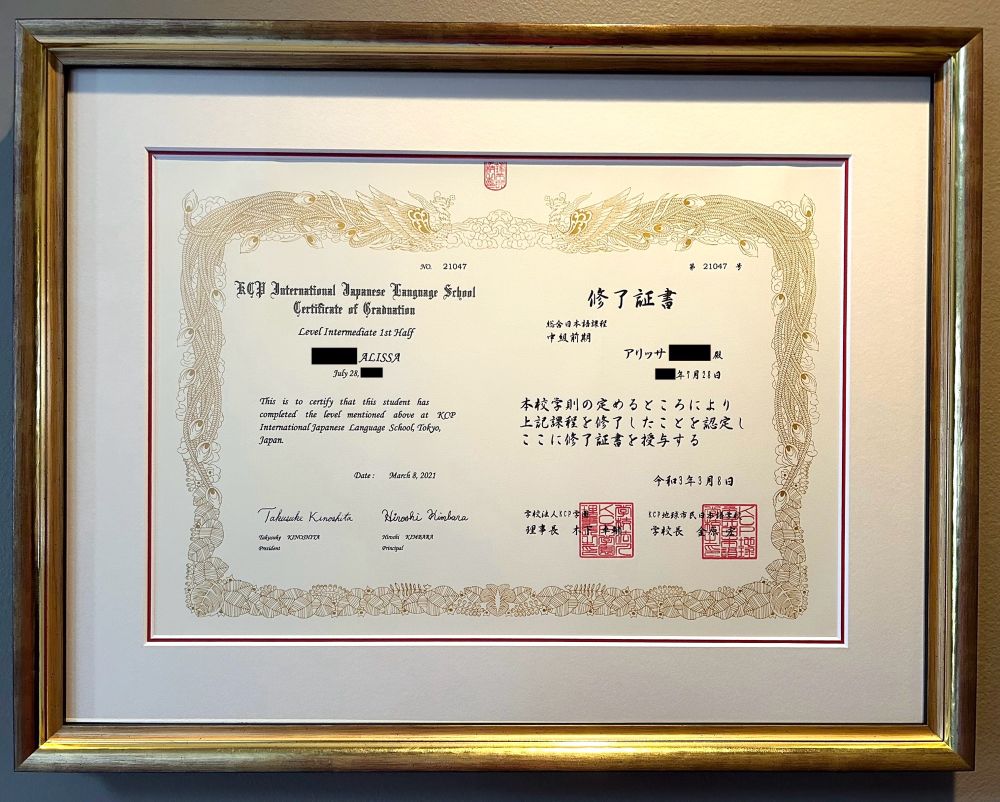 NO. 21047
KCP International Japanese Language School
Certificate of Graduation
Level Intermediate 1st Half
ALISSA
July 28,
This is to certify that this student has
completed the level mentioned above at KCP
International Japanese Language School, Tokyo,
Japan.
Date : March 8, 2021
Takusuke Kinoshita
Hiroshi Kimbara
Takusuke KINOSHITA
President
Hiroshi KIMBARA
Principal
第 21047 号
修了証書
総合日本語課程
中級前期
アリッサ 殿
年7月28日
本校学則の定めるところにより
上記課程を修了したことを認定し
ここに修了証書を授与する
令和3年3月8日
学校法人KCP学園
理事長 木下
KCP地球市民日本語学校
学校長 金原 宏